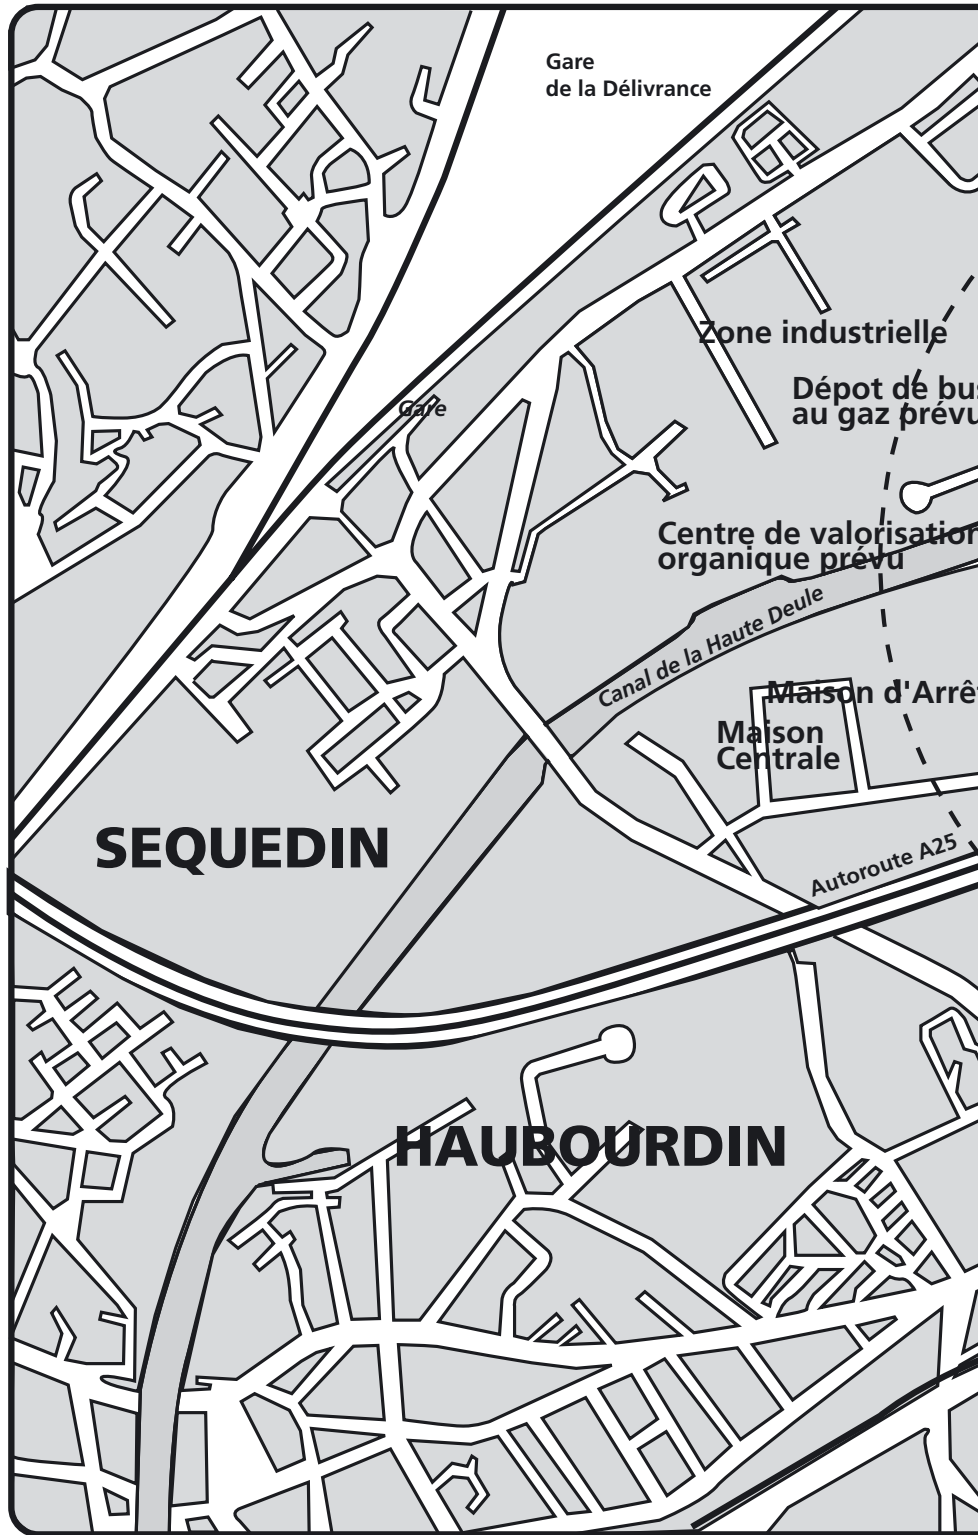 Gare
de la Délivrance
Zone industrielle
Dépot de bus
au gaz prévu
Gare
Centre de valorisation
organique prévu
Canal de la Haute Deule
Maison d'Arrêt
Maison
Centrale
SEQUEDIN
Autoroute A25
HAUBOURDIN